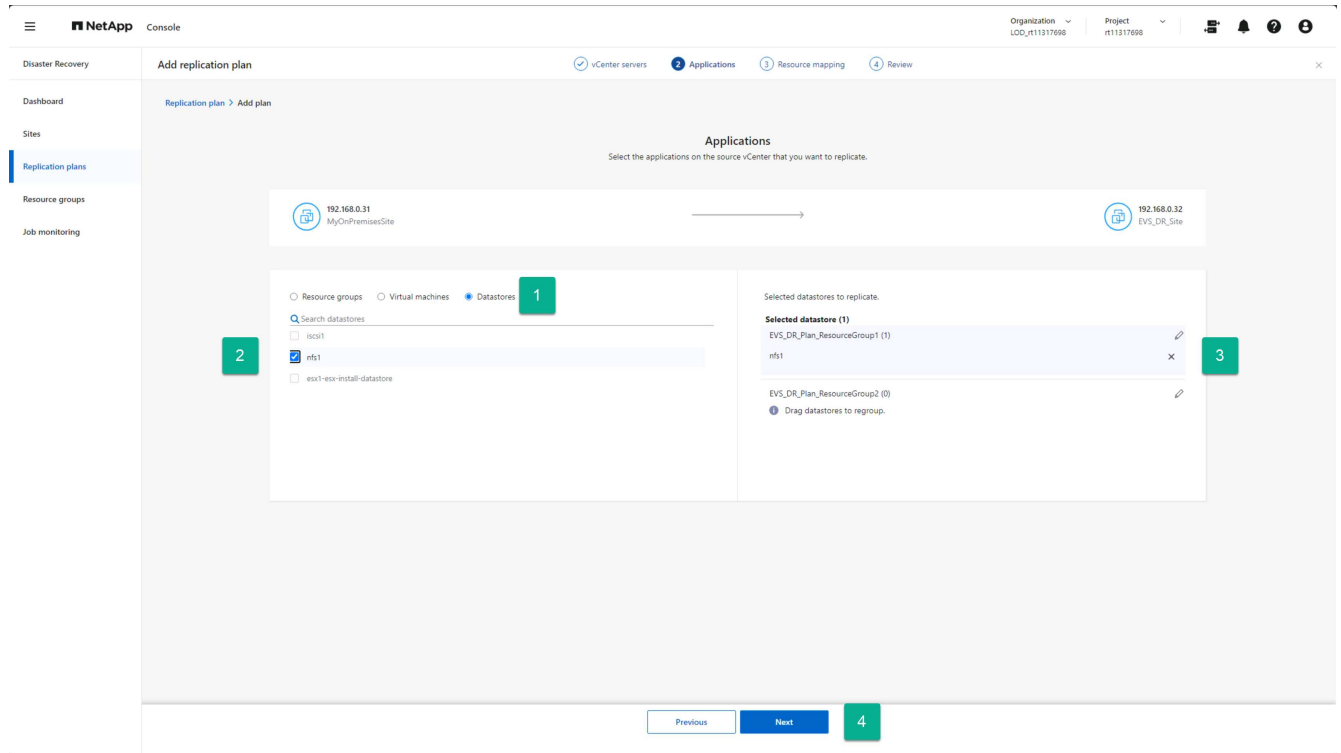 NetApp Console
Organization
LOD_rt11317698
Project
rt11317698
Disaster Recovery
Add replication plan
vCenter servers
2 Applications
3 Resource mapping
4 Review
Dashboard
Sites
Replication plans
Resource groups
Job monitoring
Replication plan > Add plan
Applications
Select the applications on the source vCenter that you want to replicate.
192.168.0.31
MyOnPremisesSite
192.168.0.32
EVS_DR_Site
Resource groups Virtual machines Datastores
1
Search datastores
iscsi1
2
nfs1
esx1-esx-install-datastore
Selected datastores to replicate.
Selected datastore (1)
EVS_DR_Plan_ResourceGroup1 (1)
nfs1
3
EVS_DR_Plan_ResourceGroup2 (0)
Drag datastores to regroup.
Previous
Next
4